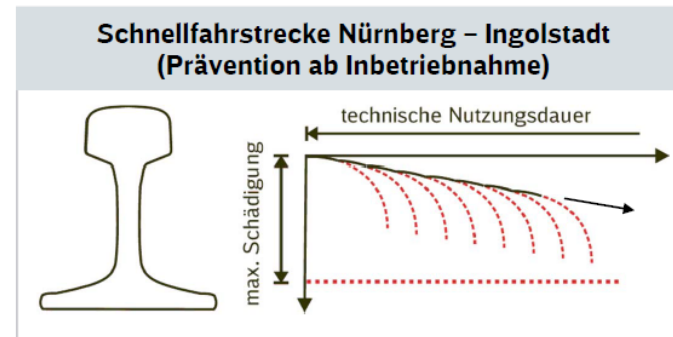 Schnellfahrstrecke Nürnberg – Ingolstadt
(Prävention ab Inbetriebnahme)
technische Nutzungsdauer
max. Schädigung